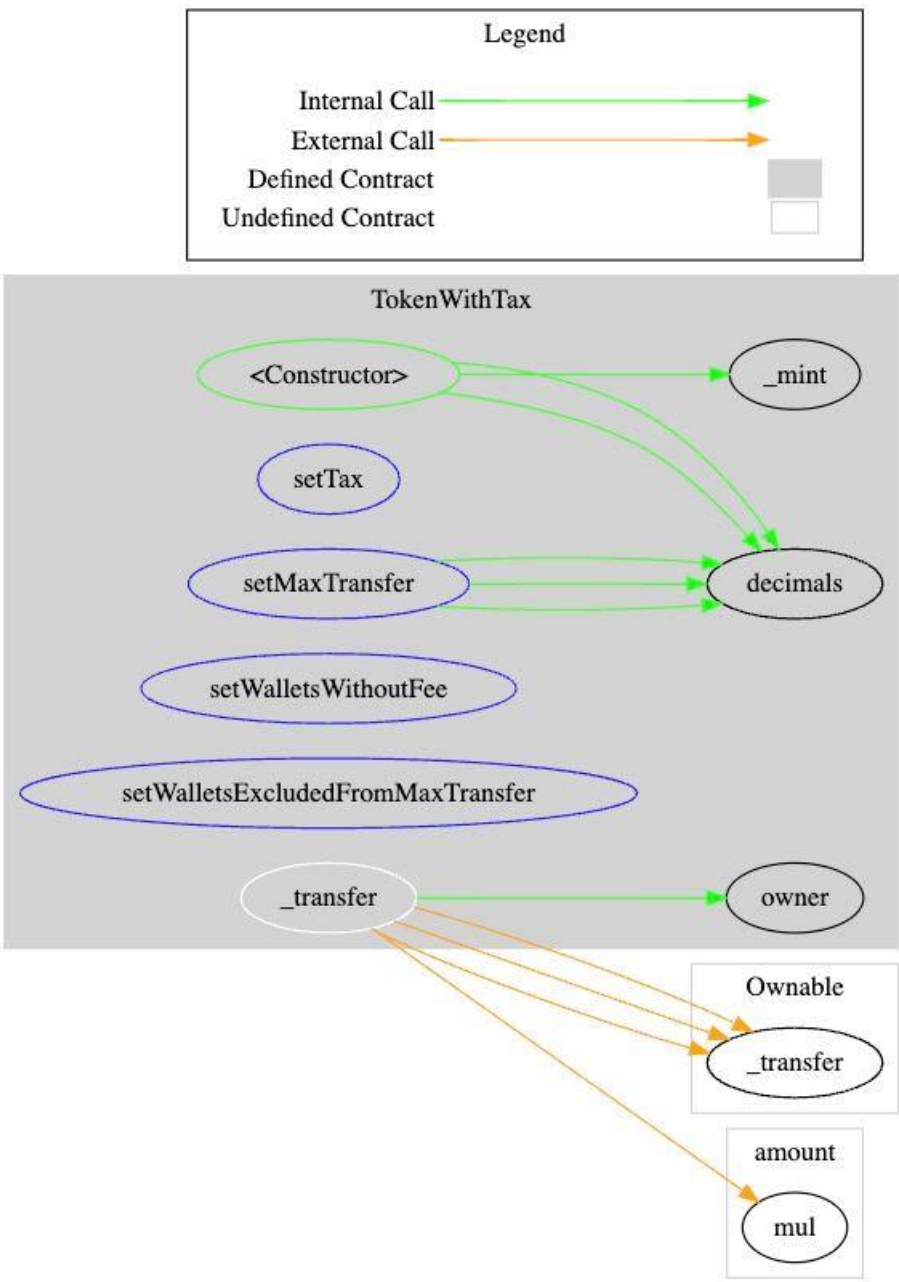 Legend
Internal Call
External Call
Defined Contract
Undefined Contract
TokenWithTax
<Constructor>
_mint
setTax
setMaxTransfer
decimals
setWalletsWithoutFee
setWalletsExcludedFromMaxTransfer
_transfer
owner
Ownable
_transfer
amount
mul